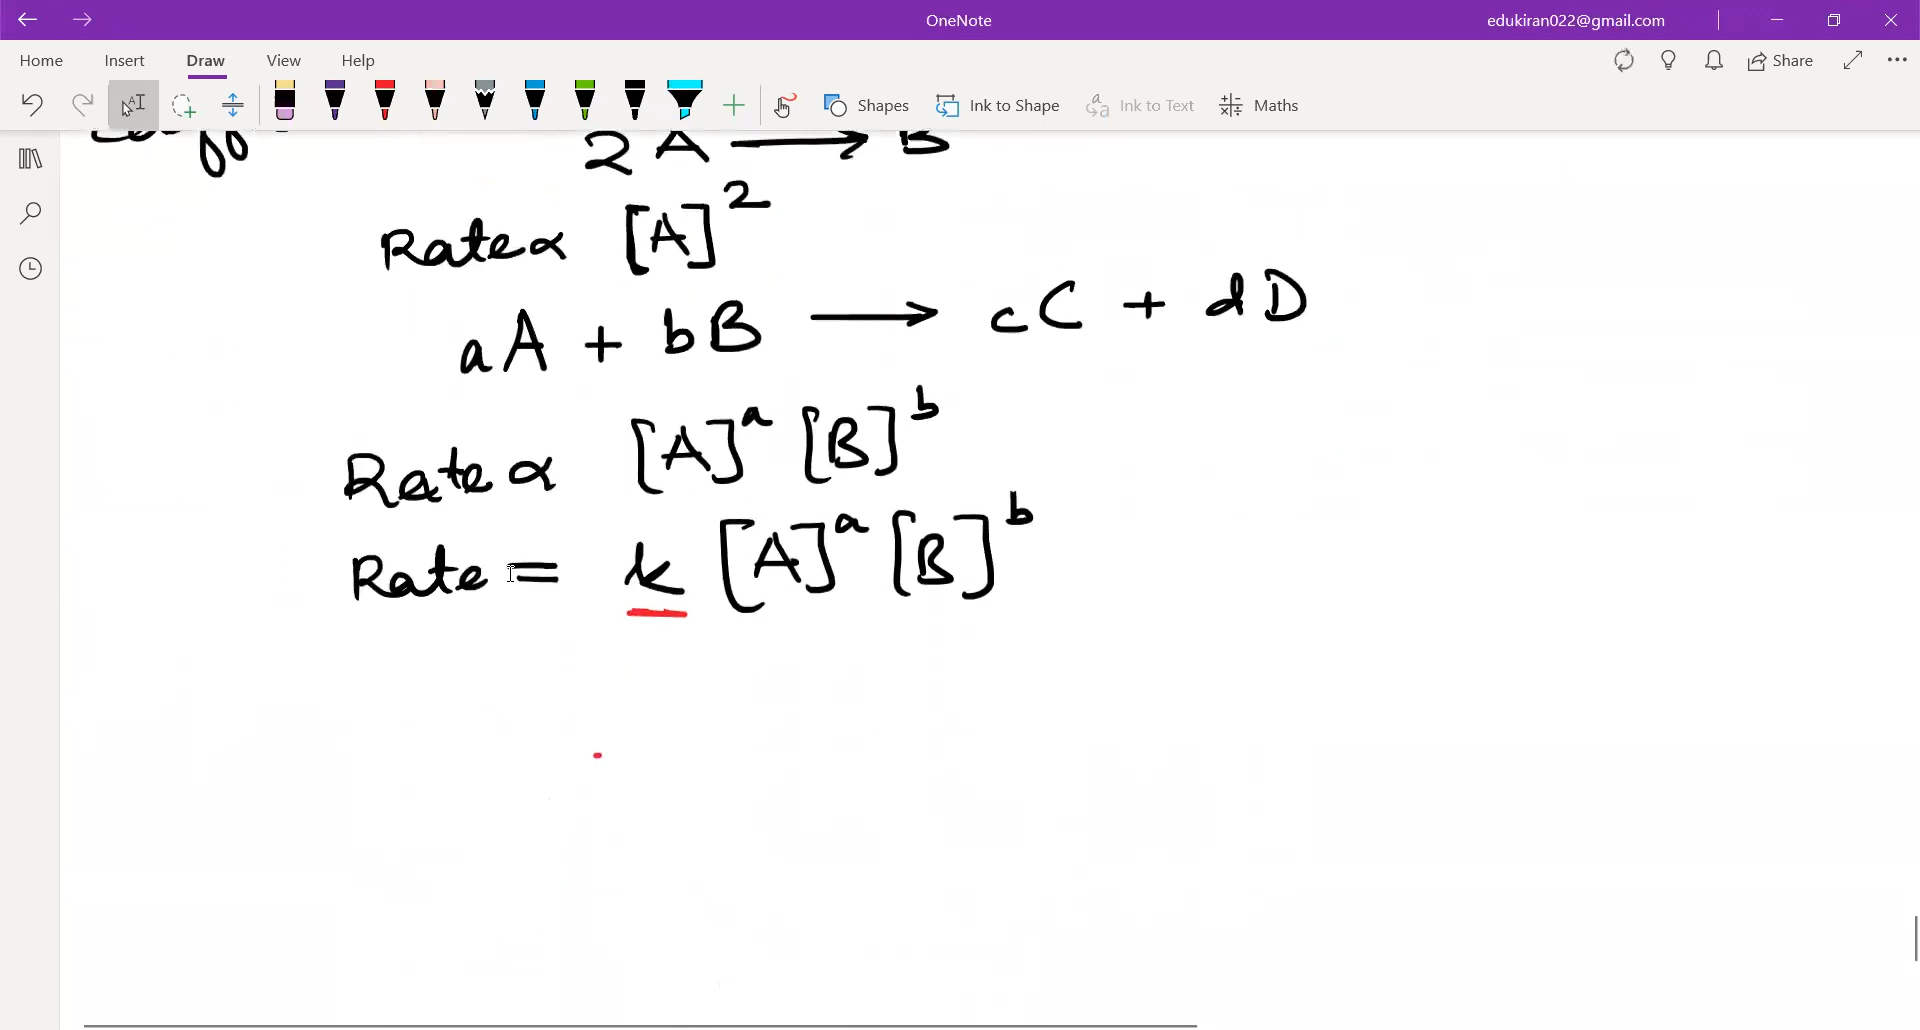 OneNote
edukiran022@gmail.com
Home Insert Draw View Help
Share
Shapes Ink to Shape Ink to Text Maths
2 A ⟶ B
Rate ∝ [A]²
aA + bB ⟶ cC + dD
Rate ∝ [A]ᵃ [B]ᵇ
Rate = k [A]ᵃ [B]ᵇ